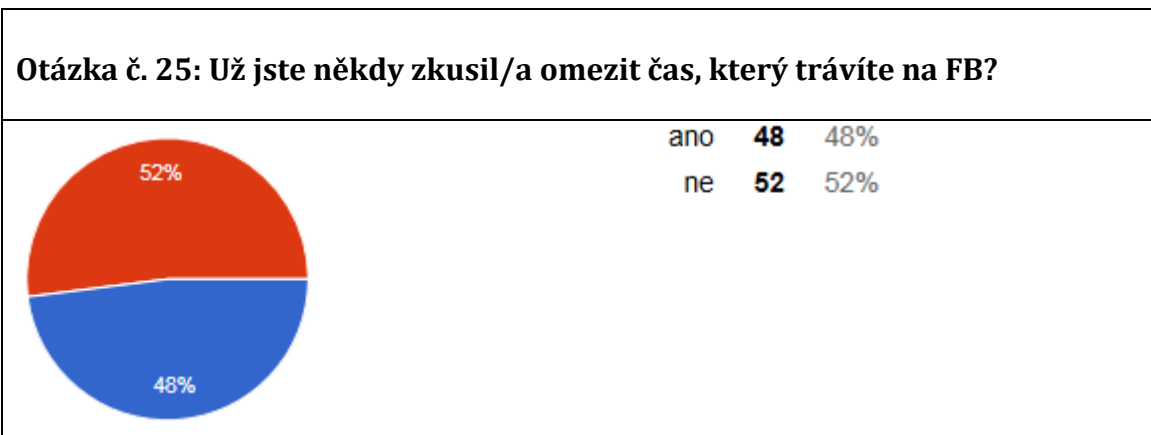 Otázka č. 25: Už jste někdy zkusil/a omezit čas, který trávíte na FB?
52%
48%
ano 48 48%
ne 52 52%